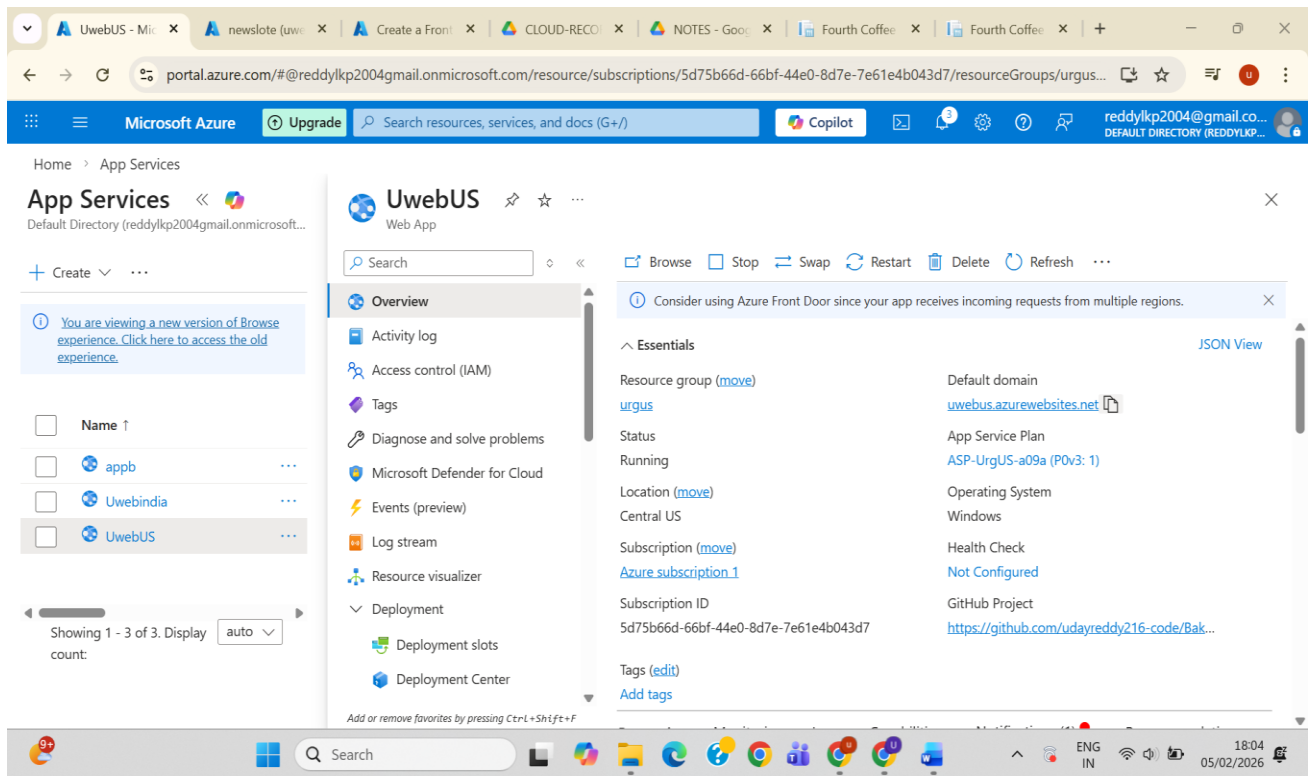 UwebUS - Mic
newslote (uwe
Create a Front
CLOUD-RECO
NOTES - Goog
Fourth Coffee
Fourth Coffee
portal.azure.com/#@reddylkp2004gmail.onmicrosoft.com/resource/subscriptions/5d75b66d-66bf-44e0-8d7e-7e61e4b043d7/resourceGroups/urgus...
u
Microsoft Azure
Upgrade
Search resources, services, and docs (G+/)
Copilot
3
reddylkp2004@gmail.co...
DEFAULT DIRECTORY (REDDYLKP...
Home > App Services
App Services
Default Directory (reddylkp2004gmail.onmicrosoft...
+ Create
You are viewing a new version of Browse
experience. Click here to access the old
experience.
Name ↑
appb
Uwebindia
UwebUS
Showing 1 - 3 of 3. Display
count:
auto
UwebUS
Web App
Search
Overview
Activity log
Access control (IAM)
Tags
Diagnose and solve problems
Microsoft Defender for Cloud
Events (preview)
Log stream
Resource visualizer
Deployment
Deployment slots
Deployment Center
Add or remove favorites by pressing Ctrl+Shift+F
Browse
Stop
Swap
Restart
Delete
Refresh
Consider using Azure Front Door since your app receives incoming requests from multiple regions.
Essentials
JSON View
Resource group (move)
urgus
Status
Running
Location (move)
Central US
Subscription (move)
Azure subscription 1
Subscription ID
5d75b66d-66bf-44e0-8d7e-7e61e4b043d7
Default domain
uwebus.azurewebsites.net
App Service Plan
ASP-UrgUS-a09a (P0v3: 1)
Operating System
Windows
Health Check
Not Configured
GitHub Project
https://github.com/udayreddy216-code/Bak...
Tags (edit)
Add tags
9+
Search
ENG
IN
18:04
05/02/2026